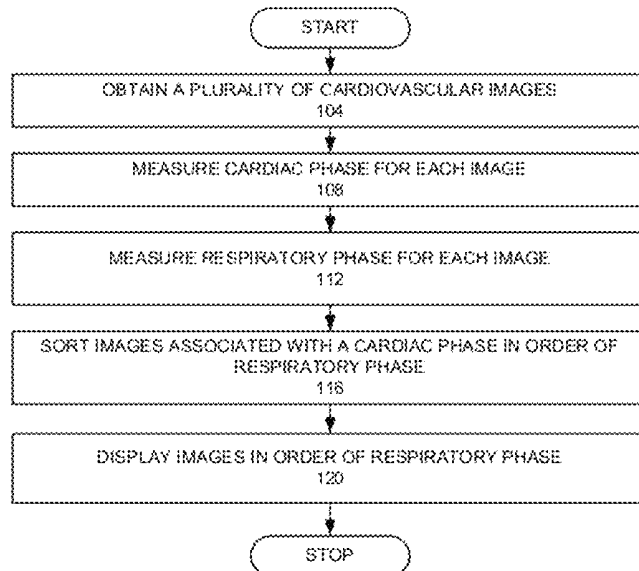 START
OBTAIN A PLURALITY OF CARDIOVASCULAR IMAGES
104
MEASURE CARDIAC PHASE FOR EACH IMAGE
108
MEASURE RESPIRATORY PHASE FOR EACH IMAGE
112
SORT IMAGES ASSOCIATED WITH A CARDIAC PHASE IN ORDER OF
RESPIRATORY PHASE
116
DISPLAY IMAGES IN ORDER OF RESPIRATORY PHASE
120
STOP